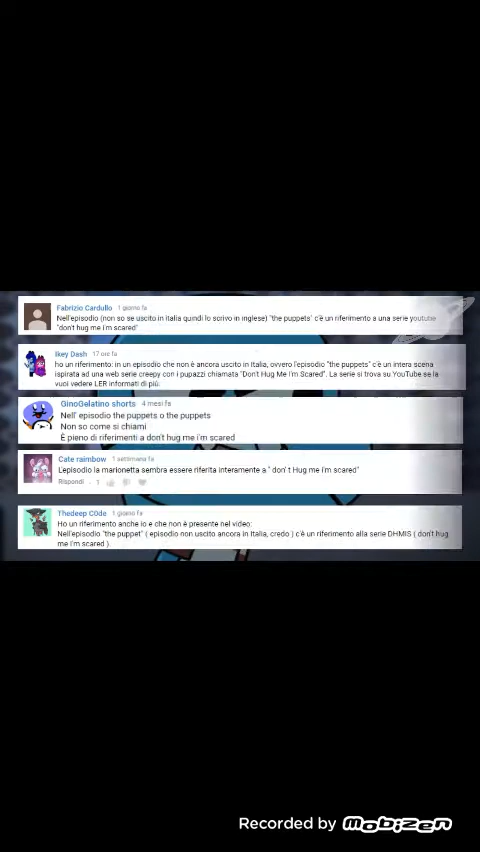 Fabrizio Cardullo 1 giorno fa
Nell'episodio (non so se uscito in italia quindi lo scrivo in inglese) "the puppets" c'è un riferimento a una serie youtube
"don't hug me i'm scared"
Ikey Dash 17 ore fa
ho un riferimento: in un episodio che non è ancora uscito in italia, ovvero l'episodio "the puppets" c'è un intera scena
ispirata ad una web serie creepy con i pupazzi chiamata "Don't Hug Me I'm Scared". La serie si trova su YouTube se la
vuoi vedere LER informati di più.
GinoGelatino shorts 4 mesi fa
Nell' episodio the puppets o the puppets
Non so come si chiami
È pieno di riferimenti a don't hug me i'm scared
Cate raimbow 1 settimana fa
L'episodio la marionetta sembra essere riferita interamente a " don' t Hug me i'm scared"
Rispondi · 1
Thedeep C0de 1 giorno fa
Ho un riferimento anche io e che non è presente nel video:
Nell'episodio "the puppet" ( episodio non uscito ancora in Italia, credo ) c'è un riferimento alla serie DHMIS ( don't hug
me i'm scared ).
Recorded by mobizen